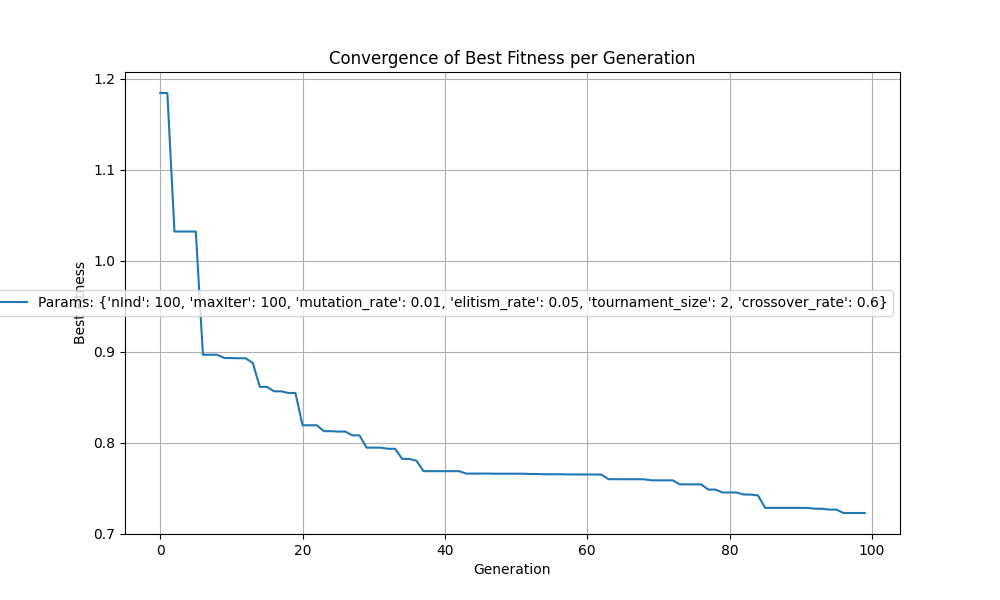 Convergence of Best Fitness per Generation
1.2
1.1
1.0
0.9
0.8
0.7
Best
ness
Params: {'nInd': 100, 'maxIter': 100, 'mutation_rate': 0.01, 'elitism_rate': 0.05, 'tournament_size': 2, 'crossover_rate': 0.6}
0 20 40 60 80 100
Generation